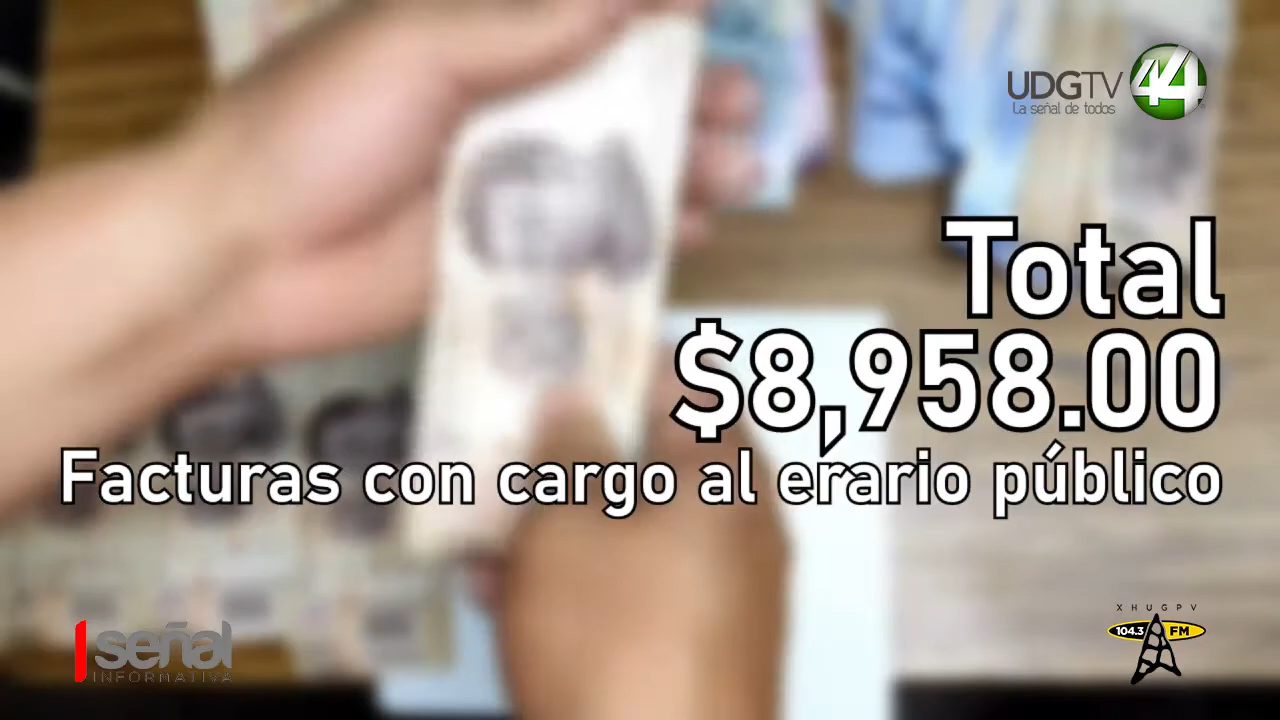 UDGTV 44
La señal de todos
Total
$8,958.00
Facturas con cargo al erario público
señal
INFORMATIVA
XHUGPV
104.3 FM